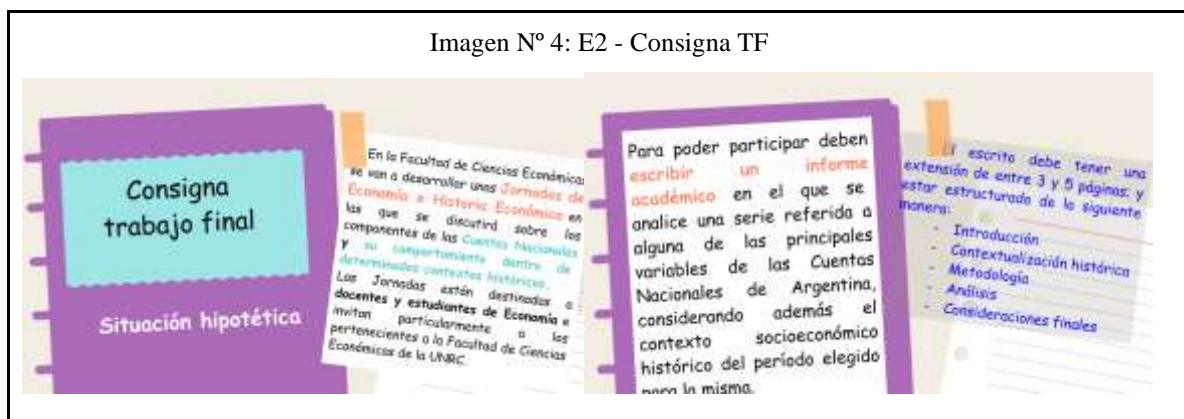 Imagen Nº 4: E2 - Consigna TF
Consigna
trabajo final
Situación hipotética
En la Facultad de Ciencias Económicas
se van a desarrollar unas Jornadas de
Economía e Historia Económica en
las que se discutirá sobre los
componentes de las Cuentas Nacionales
y su comportamiento dentro de
determinados contextos históricos.
Las Jornadas están destinadas a
docentes y estudiantes de Economía e
invitan particularmente a los
pertenecientes a la Facultad de Ciencias
Económicas de la UNRC.
Para poder participar deben
escribir un informe
académico en el que se
analice una serie referida a
alguna de las principales
variables de las Cuentas
Nacionales de Argentina,
considerando además el
contexto socioeconómico
histórico del período elegido
para la misma.
El escrito debe tener una
extensión de entre 3 y 5 páginas, y
estar estructurado de la siguiente
manera:
- Introducción
- Contextualización histórica
- Metodología
- Análisis
- Consideraciones finales